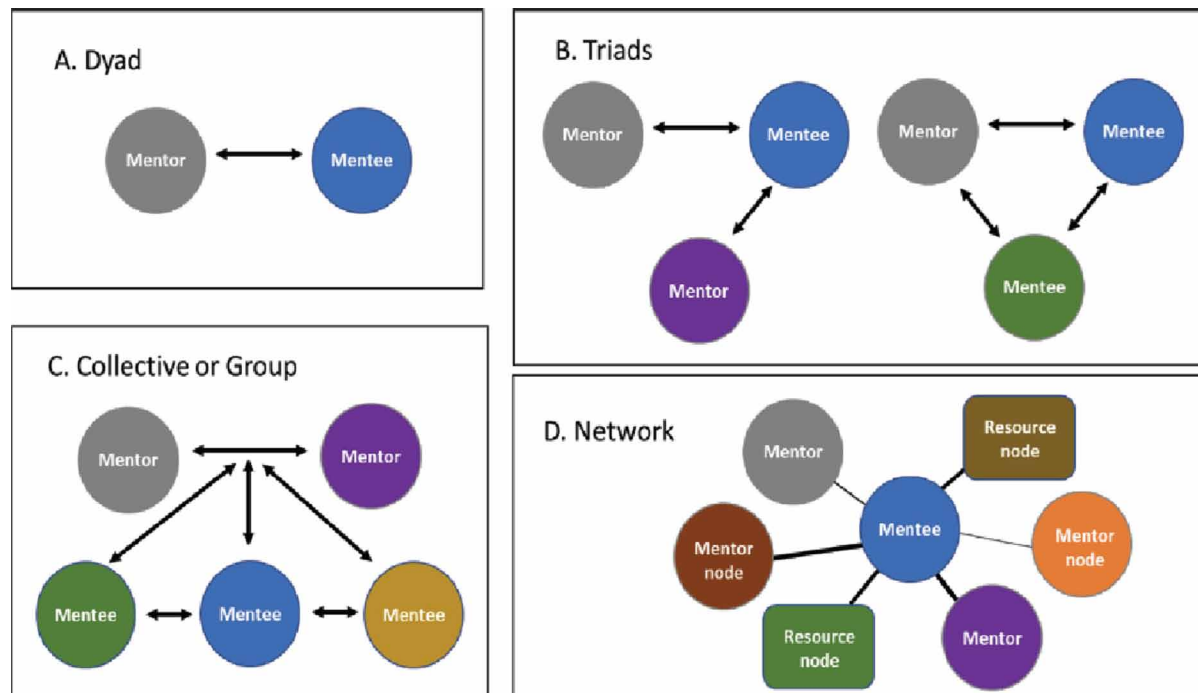 A. Dyad
Mentor
Mentee
B. Triads
Mentor
Mentee
Mentor
Mentor
Mentee
Mentee
C. Collective or Group
Mentor
Mentor
Mentee
Mentee
Mentee
D. Network
Mentor
Resource
node
Mentee
Mentor
node
Mentor
node
Resource
node
Mentor